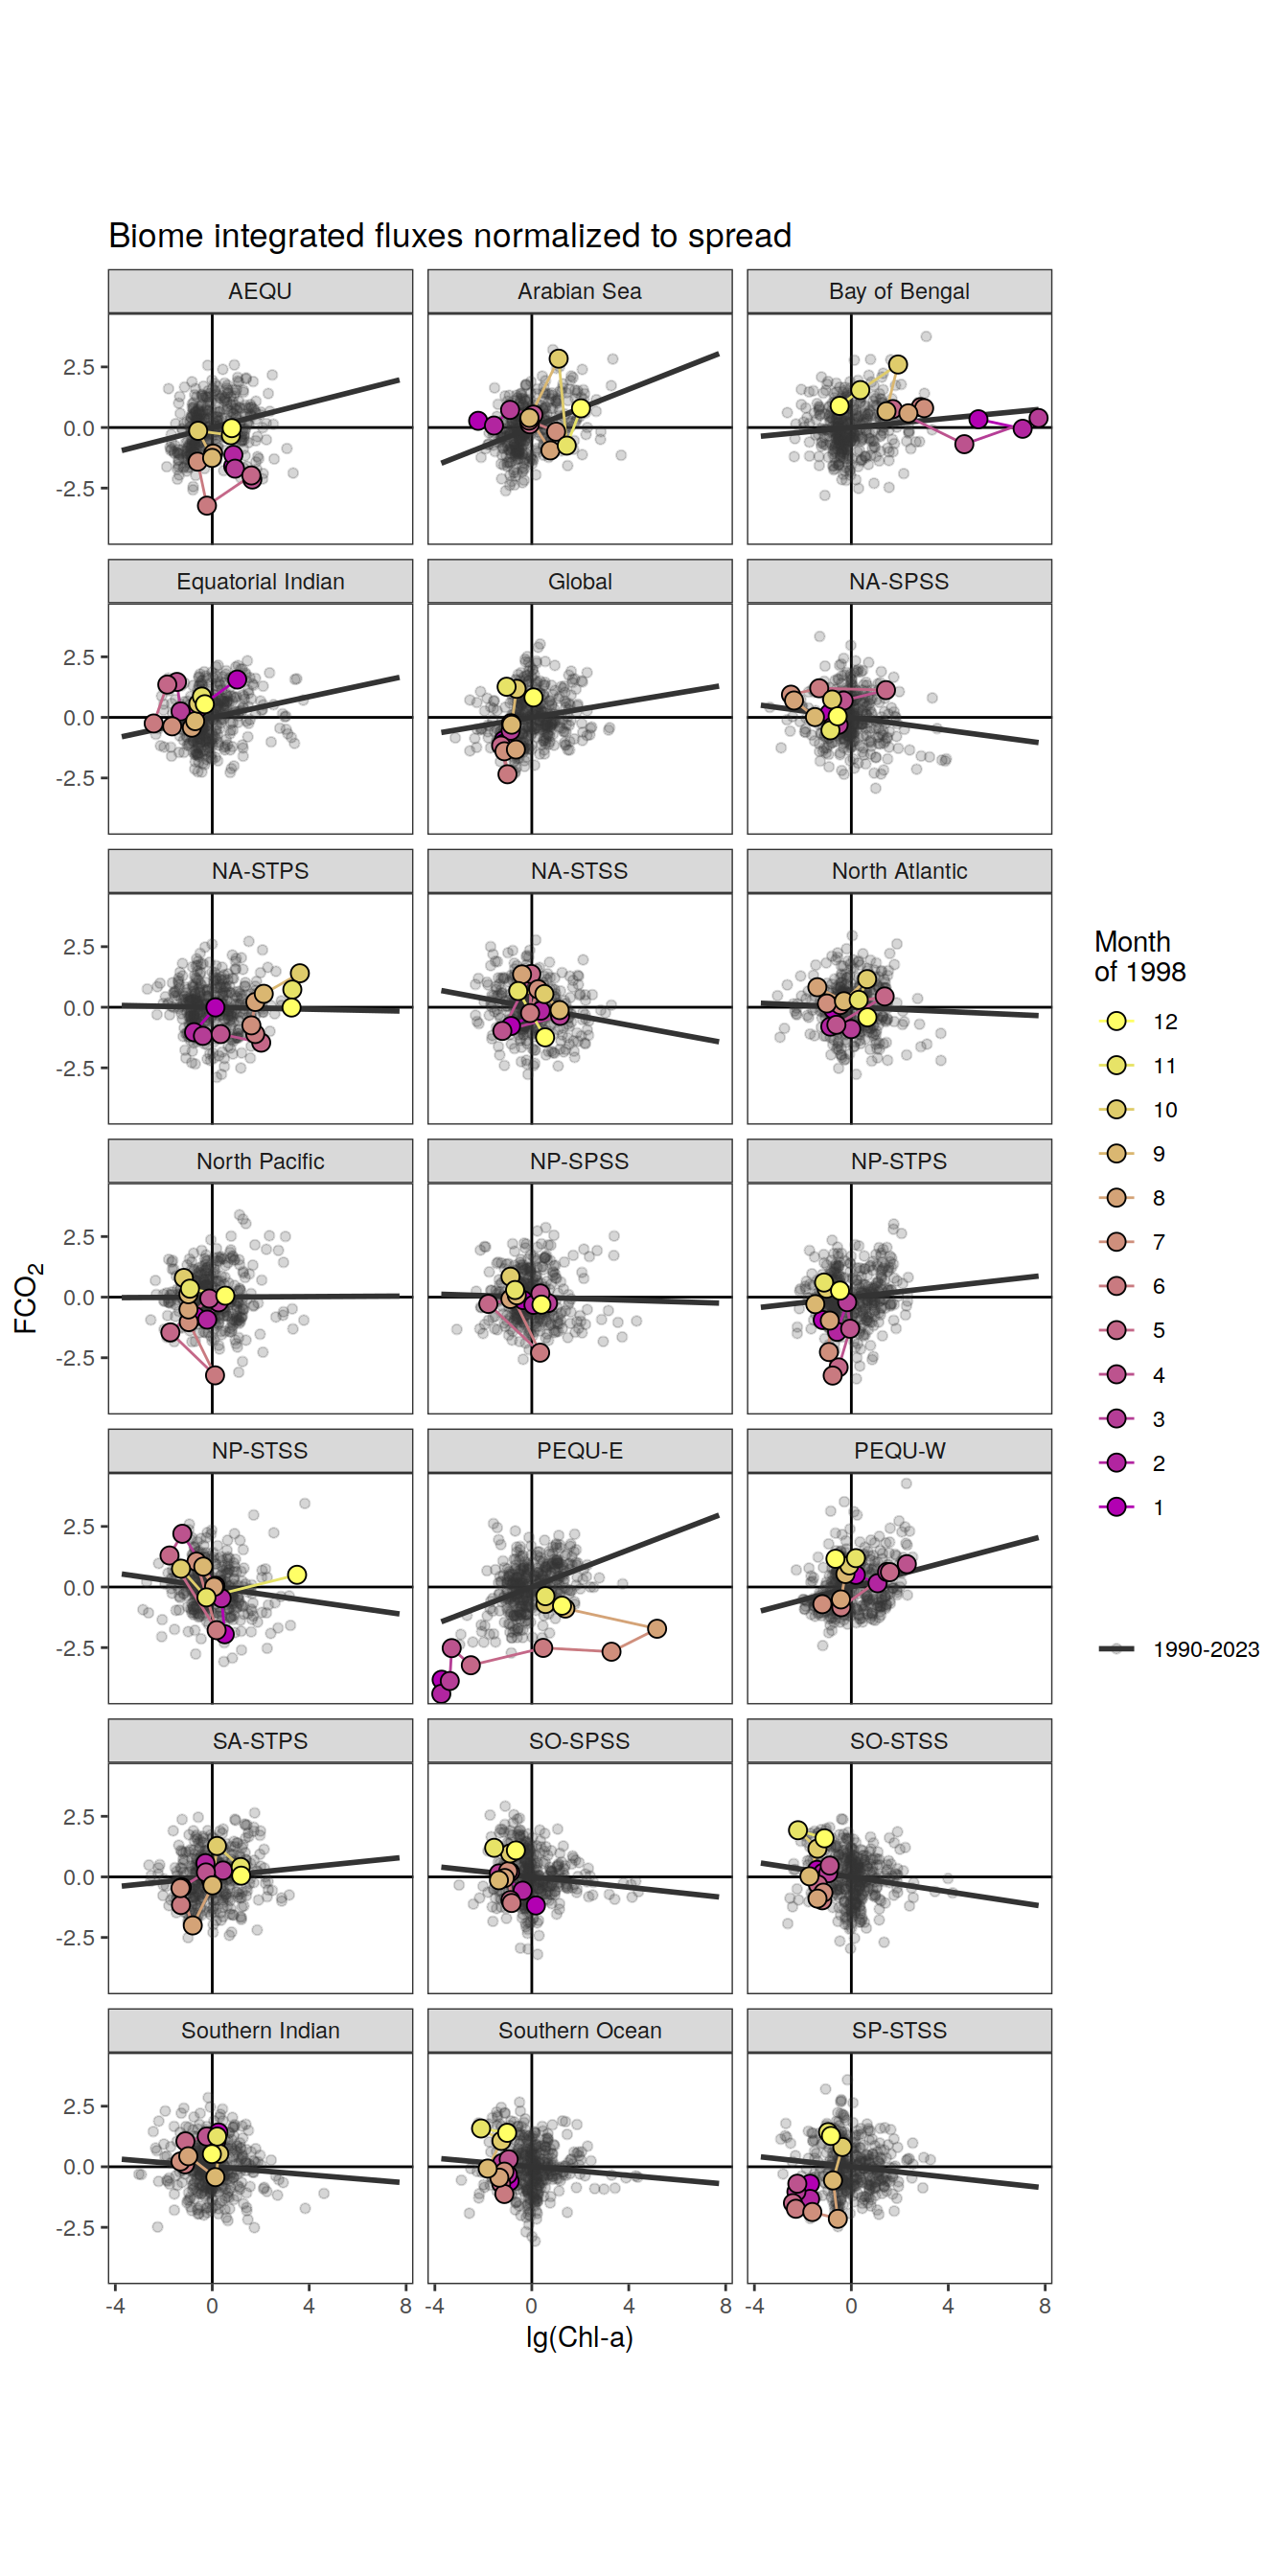 Biome integrated fluxes normalized to spread
AEQU Arabian Sea Bay of Bengal
2.5
0.0
-2.5
Equatorial Indian Global NA-SPSS
2.5
0.0
-2.5
NA-STPS NA-STSS North Atlantic
2.5
0.0
-2.5
North Pacific NP-SPSS NP-STPS
2.5
0.0
-2.5
NP-STSS PEQU-E PEQU-W
2.5
0.0
-2.5
SA-STPS SO-SPSS SO-STSS
2.5
0.0
-2.5
Southern Indian Southern Ocean SP-STSS
2.5
0.0
-2.5
-4 0 4 8 -4 0 4 8 -4 0 4 8
lg(Chl-a)
FCO₂
Month
of 1998
12
11
10
9
8
7
6
5
4
3
2
1
1990-2023